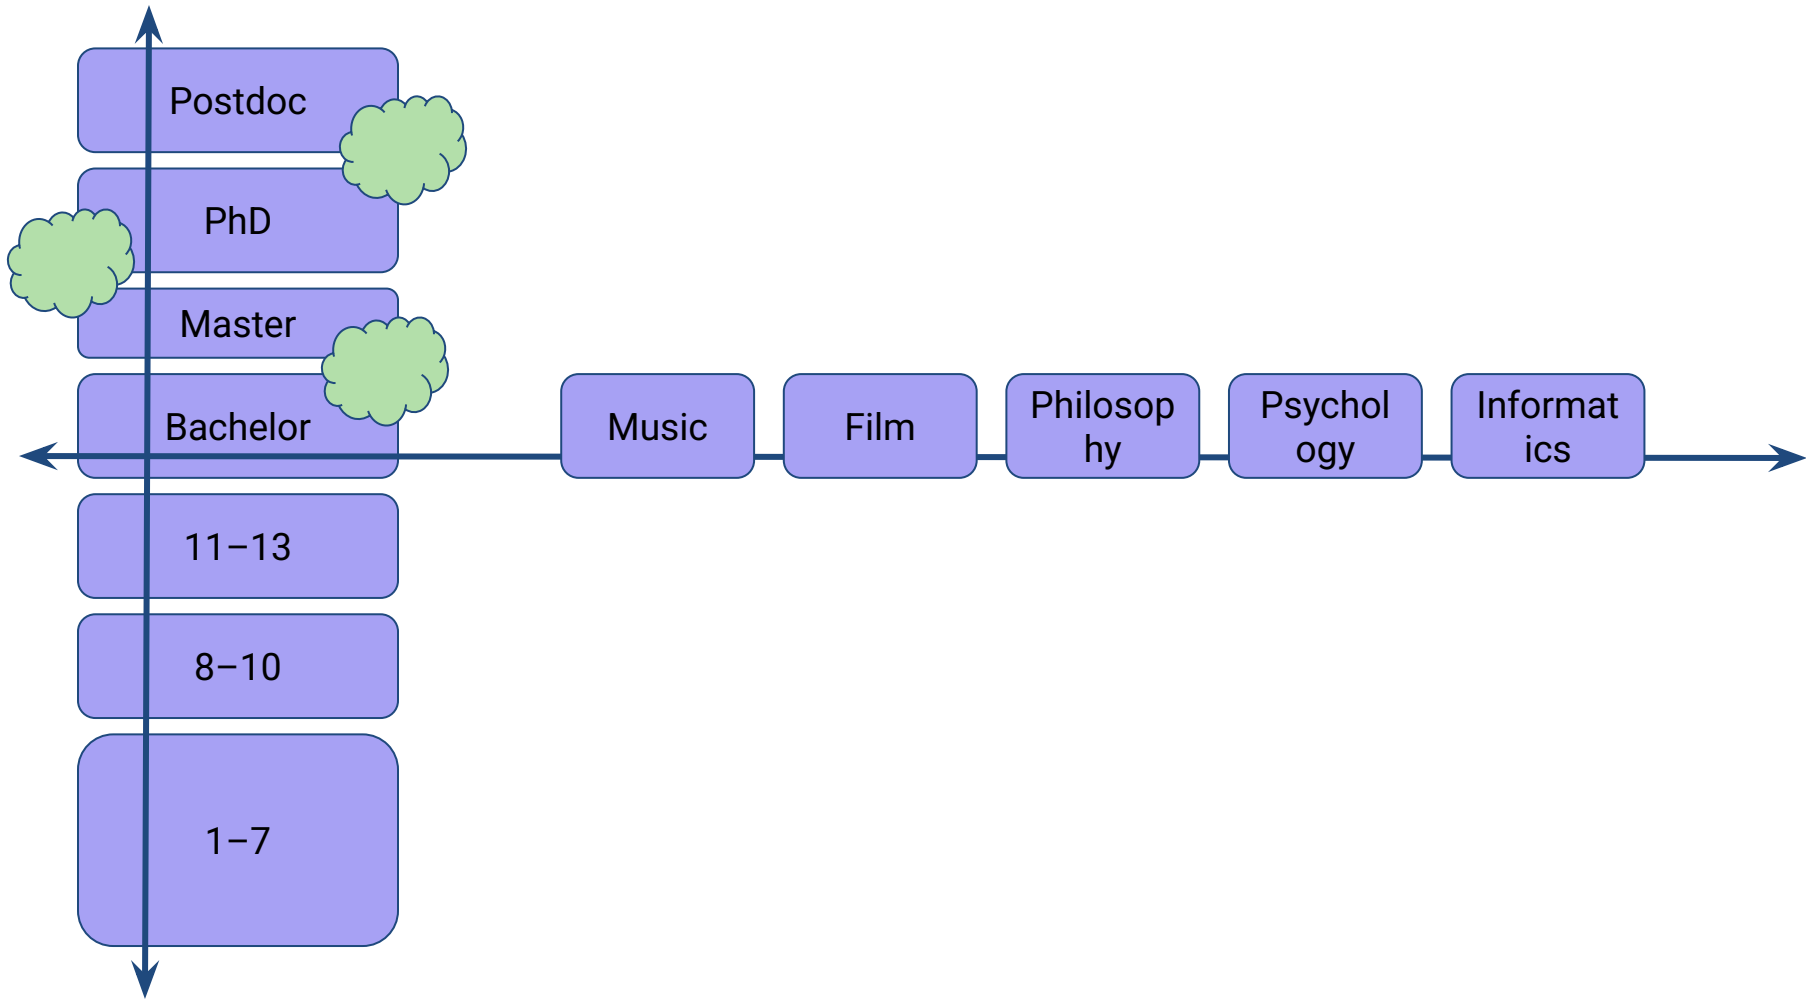 Postdoc
PhD
Master
Bachelor
Music
Film
Philosop
hy
Psychol
ogy
Informat
ics
11–13
8–10
1–7